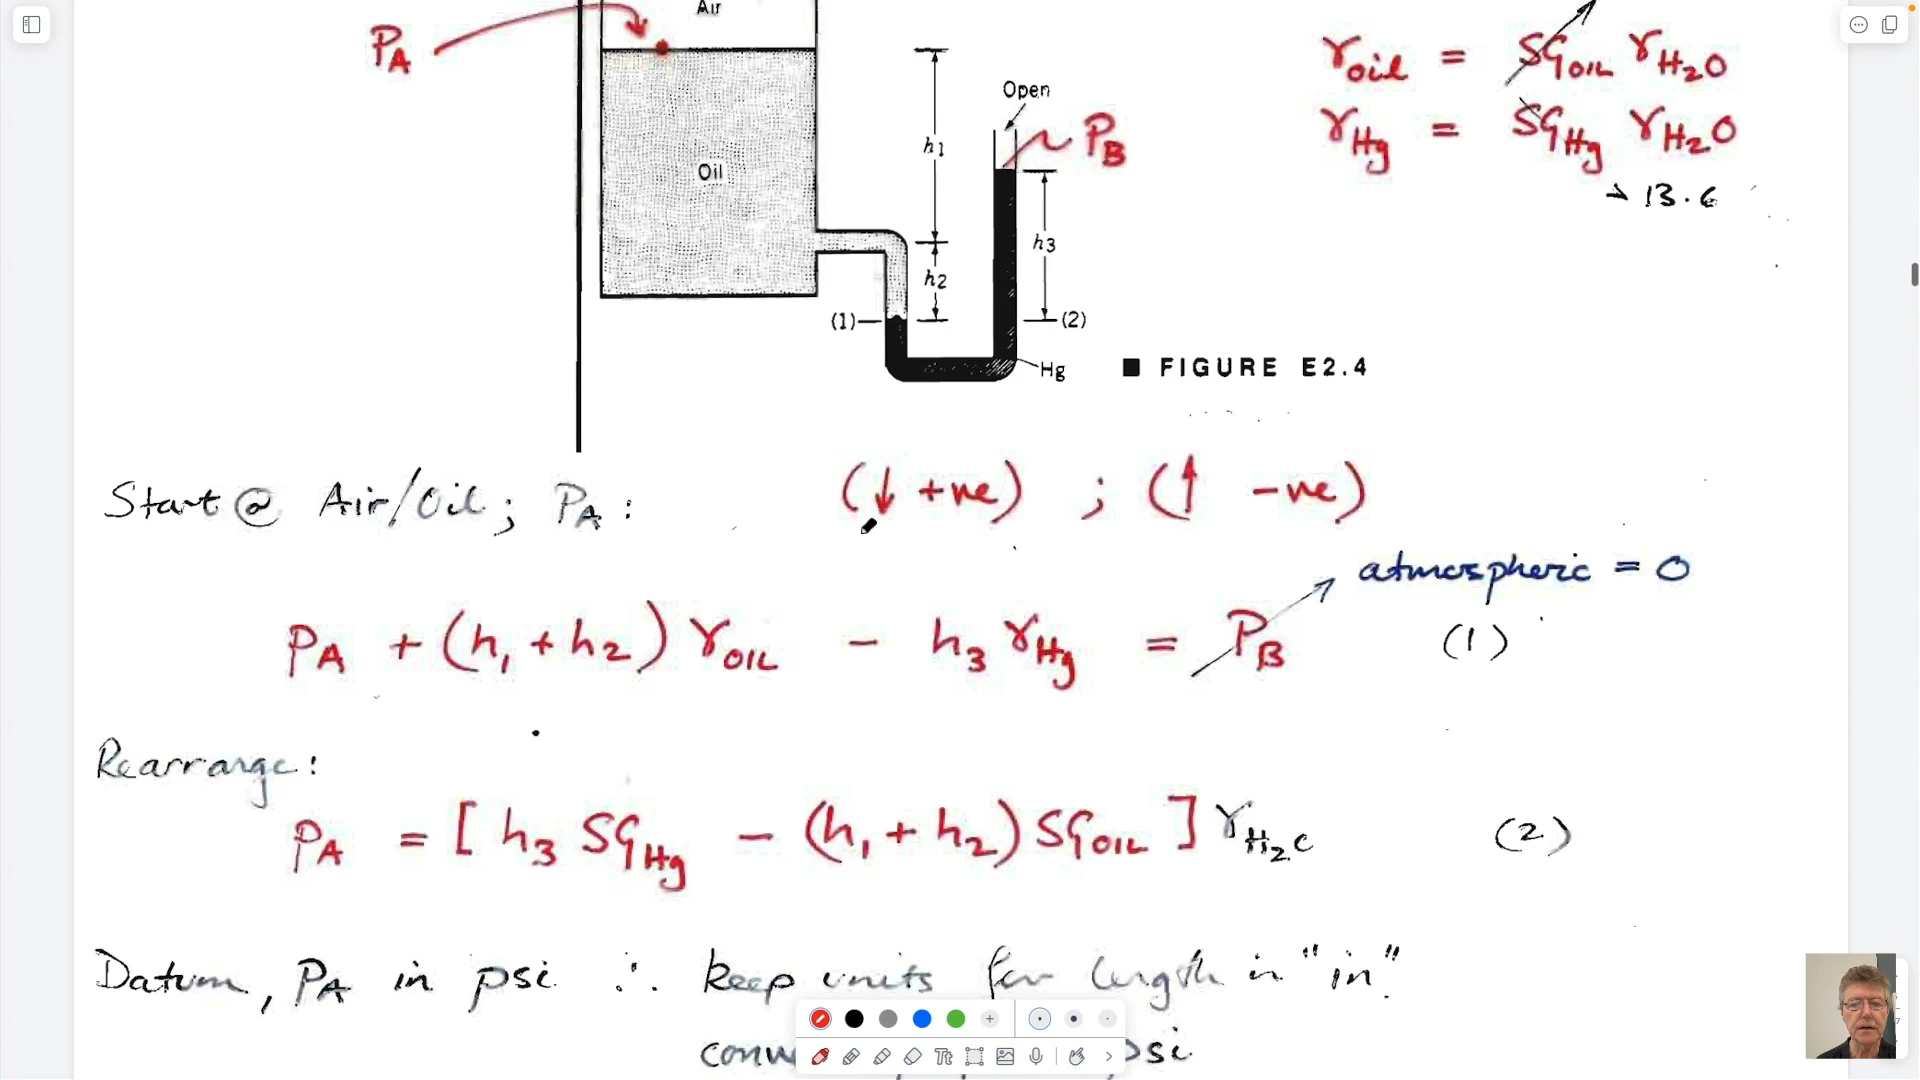 Air
PA
γoil = SGOIL γH2O
Open
γHg = SGHg γH2O
h1
PB
Oil
→ 13.6
h3
h2
(1) (2)
Hg
■ FIGURE E2.4
Start @ Air/Oil; PA : (↓ +ve) ; (↑ -ve)
atmospheric = 0
PA + (h1 + h2) γOIL - h3 γHg = PB (1)
Rearrange:
PA = [ h3 SGHg - (h1 + h2) SGOIL ] γH2O (2)
Datum, PA in psi ∴ keep units for length in "in"
psi
Tt